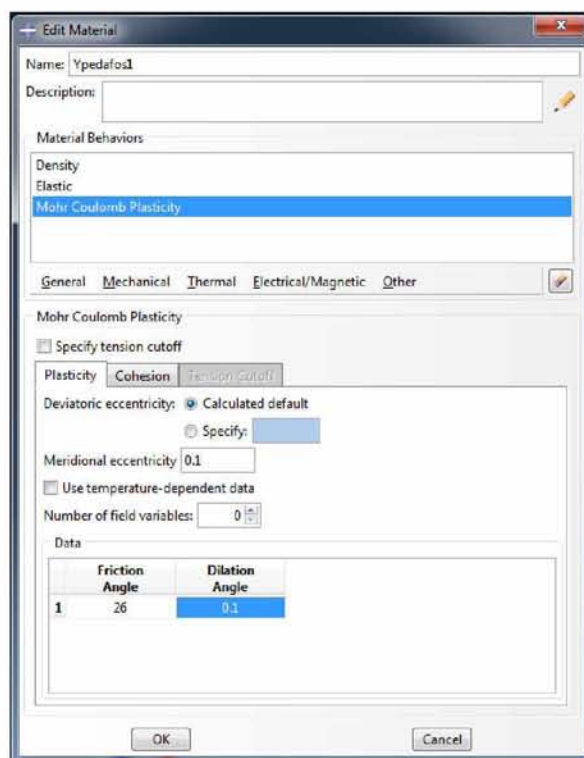 Edit Material
Name: Ypedafos1
Description:
Material Behaviors
Density
Elastic
Mohr Coulomb Plasticity
General Mechanical Thermal Electrical/Magnetic Other
Mohr Coulomb Plasticity
Specify tension cutoff
Plasticity Cohesion Tension Cutoff
Deviatoric eccentricity: Calculated default
Specify:
Meridional eccentricity 0.1
Use temperature-dependent data
Number of field variables: 0
Data
Friction Dilation
Angle Angle
1 26 0.1
OK Cancel